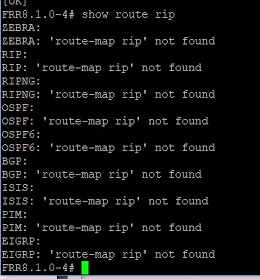 [OK]
FRR8.1.0-4# show route rip
ZEBRA:
ZEBRA: 'route-map rip' not found
RIP:
RIP: 'route-map rip' not found
RIPNG:
RIPNG: 'route-map rip' not found
OSPF:
OSPF: 'route-map rip' not found
OSPF6:
OSPF6: 'route-map rip' not found
BGP:
BGP: 'route-map rip' not found
ISIS:
ISIS: 'route-map rip' not found
PIM:
PIM: 'route-map rip' not found
EIGRP:
EIGRP: 'route-map rip' not found
FRR8.1.0-4#